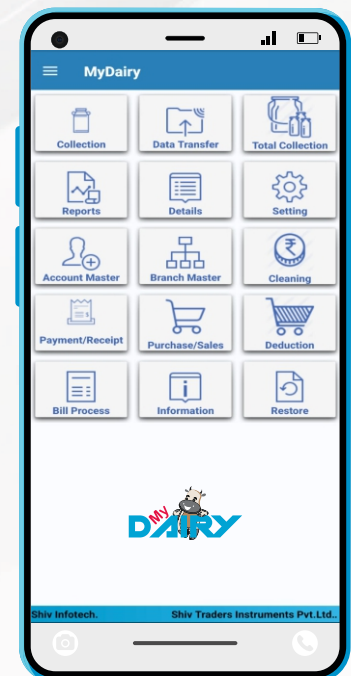 MyDairy
Collection Data Transfer Total Collection
Reports Details Setting
Account Master Branch Master Cleaning
Payment/Receipt Purchase/Sales Deduction
Bill Process Information Restore
My
DAIRY
Shiv Infotech. Shiv Traders Instruments Pvt.Ltd..